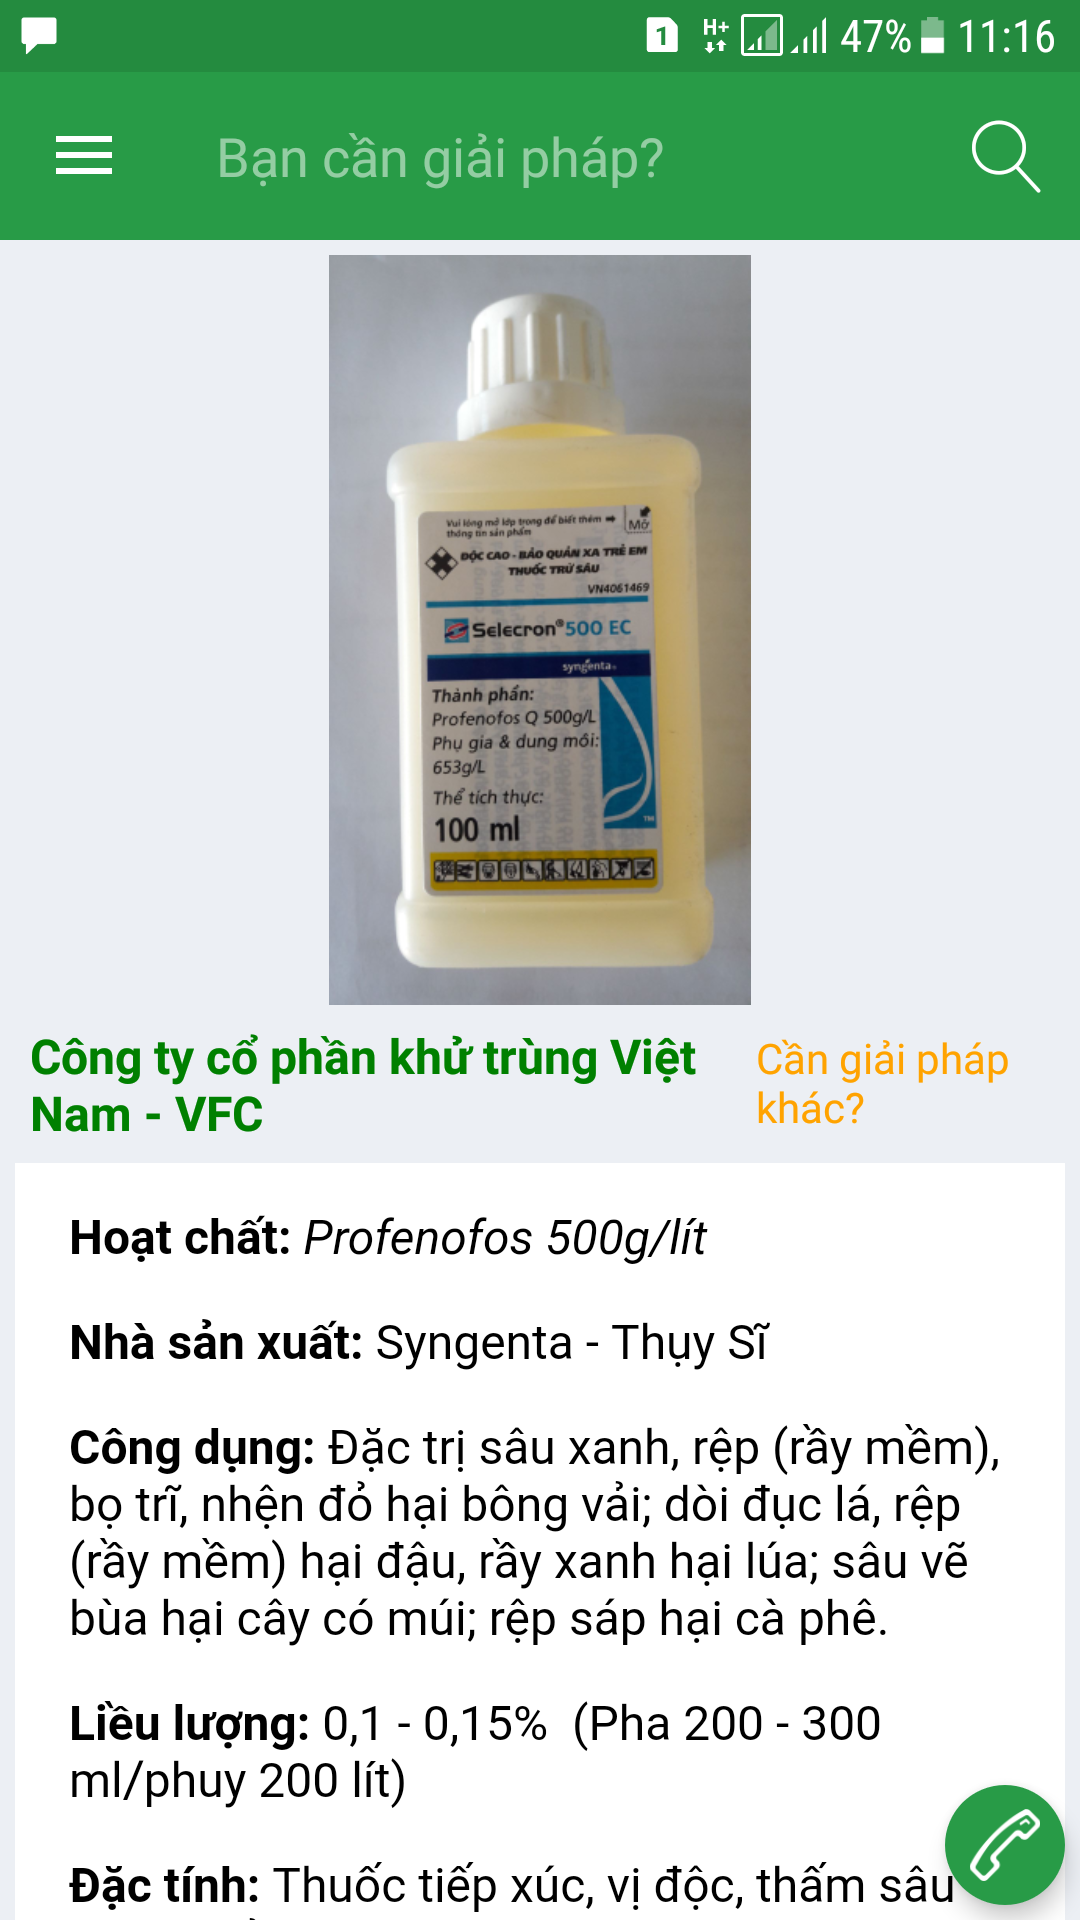 1 H+ 47% 11:16
Bạn cần giải pháp?
Vui lòng mở lớp trong để biết thêm
thông tin sản phẩm
Mở
ĐỘC CAO - BẢO QUẢN XA TRẺ EM
THUỐC TRỪ SÂU
VN4061469
Selecron® 500 EC
syngenta
Thành phần:
Profenofos Q 500g/L
Phụ gia & dung môi:
653g/L
Thể tích thực:
100 ml
TM
Công ty cổ phần khử trùng Việt
Nam - VFC
Cần giải pháp
khác?
Hoạt chất: Profenofos 500g/lít
Nhà sản xuất: Syngenta - Thụy Sĩ
Công dụng: Đặc trị sâu xanh, rệp (rầy mềm),
bọ trĩ, nhện đỏ hại bông vải; dòi đục lá, rệp
(rầy mềm) hại đậu, rầy xanh hại lúa; sâu vẽ
bùa hại cây có múi; rệp sáp hại cà phê.
Liều lượng: 0,1 - 0,15% (Pha 200 - 300
ml/phuy 200 lít)
Đặc tính: Thuốc tiếp xúc, vị độc, thấm sâu